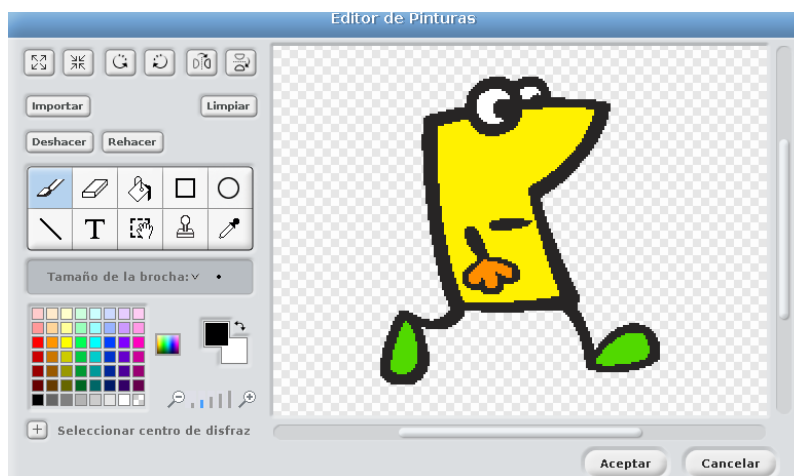 Editor de Pinturas
Importar
Limpiar
Deshacer
Rehacer
T
Tamaño de la brocha:
Seleccionar centro de disfraz
Aceptar
Cancelar